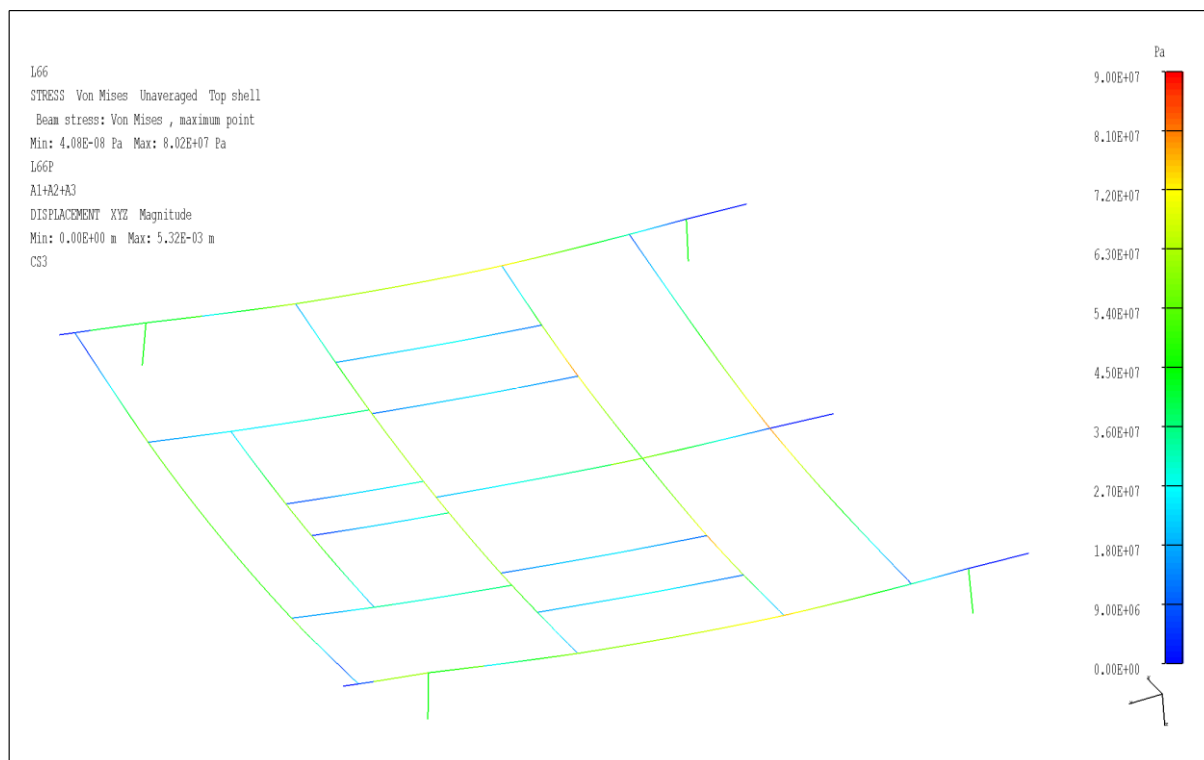 L66
STRESS Von Mises Unaveraged Top shell
Beam stress: Von Mises , maximum point
Min: 4.08E-08 Pa Max: 8.02E+07 Pa
L66P
A1+A2+A3
DISPLACEMENT XYZ Magnitude
Min: 0.00E+00 m Max: 5.32E-03 m
CS3
Pa
9.00E+07
8.10E+07
7.20E+07
6.30E+07
5.40E+07
4.50E+07
3.60E+07
2.70E+07
1.80E+07
9.00E+06
0.00E+00